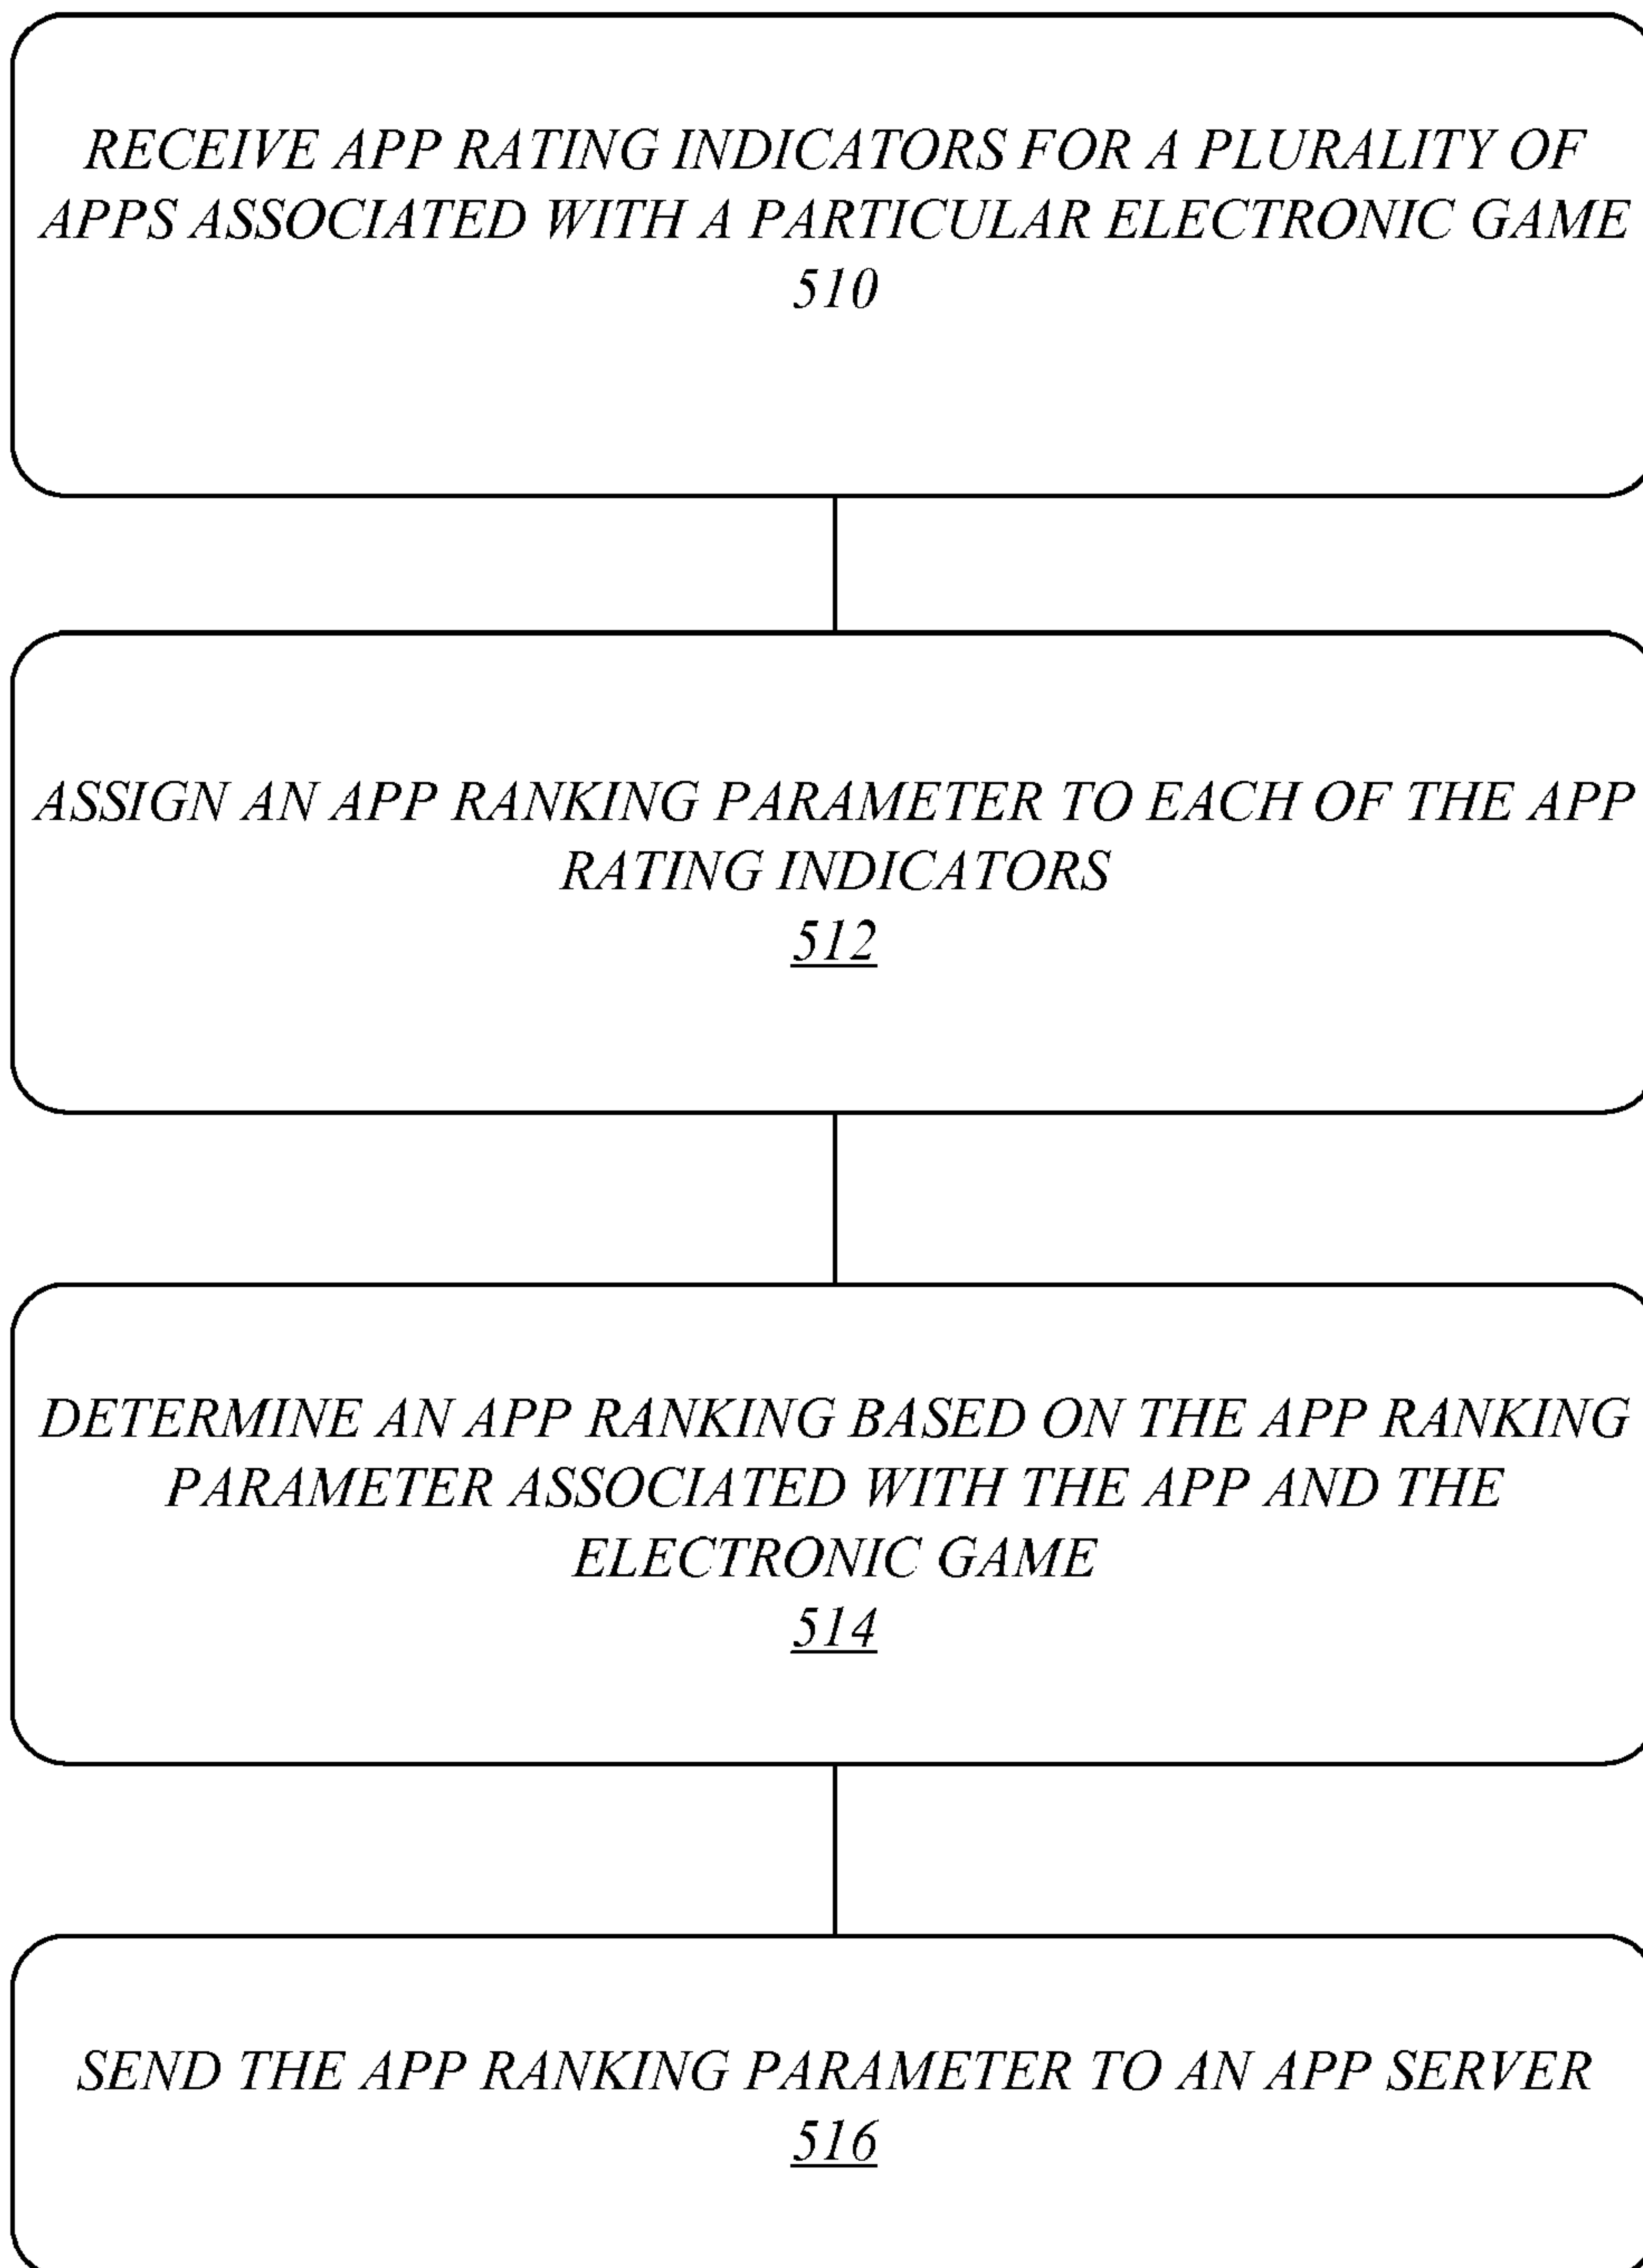 RECEIVE APP RATING INDICATORS FOR A PLURALITY OF
APPS ASSOCIATED WITH A PARTICULAR ELECTRONIC GAME
510
ASSIGN AN APP RANKING PARAMETER TO EACH OF THE APP
RATING INDICATORS
512
DETERMINE AN APP RANKING BASED ON THE APP RANKING
PARAMETER ASSOCIATED WITH THE APP AND THE
ELECTRONIC GAME
514
SEND THE APP RANKING PARAMETER TO AN APP SERVER
516